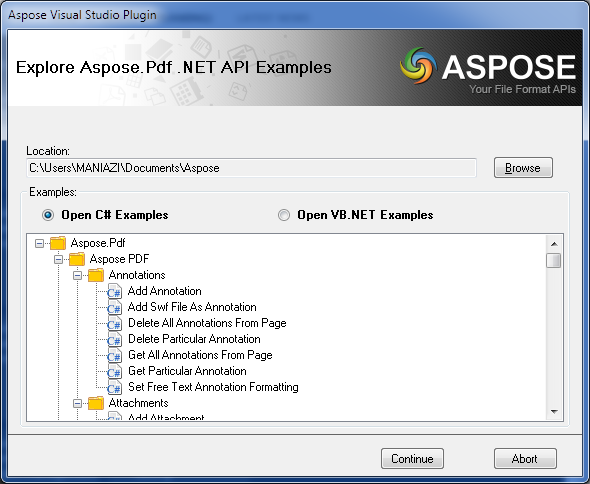 Aspose Visual Studio Plugin
Explore Aspose.Pdf .NET API Examples
ASPOSE
Your File Format APIs
Location:
C:\Users\MANIAZI\Documents\Aspose
Browse
Examples:
Open C# Examples
Open VB.NET Examples
Aspose.Pdf
Aspose PDF
Annotations
C# Add Annotation
C# Add Swf File As Annotation
C# Delete All Annotations From Page
C# Delete Particular Annotation
C# Get All Annotations From Page
C# Get Particular Annotation
C# Set Free Text Annotation Formatting
Attachments
C# Add Attachment
Continue
Abort